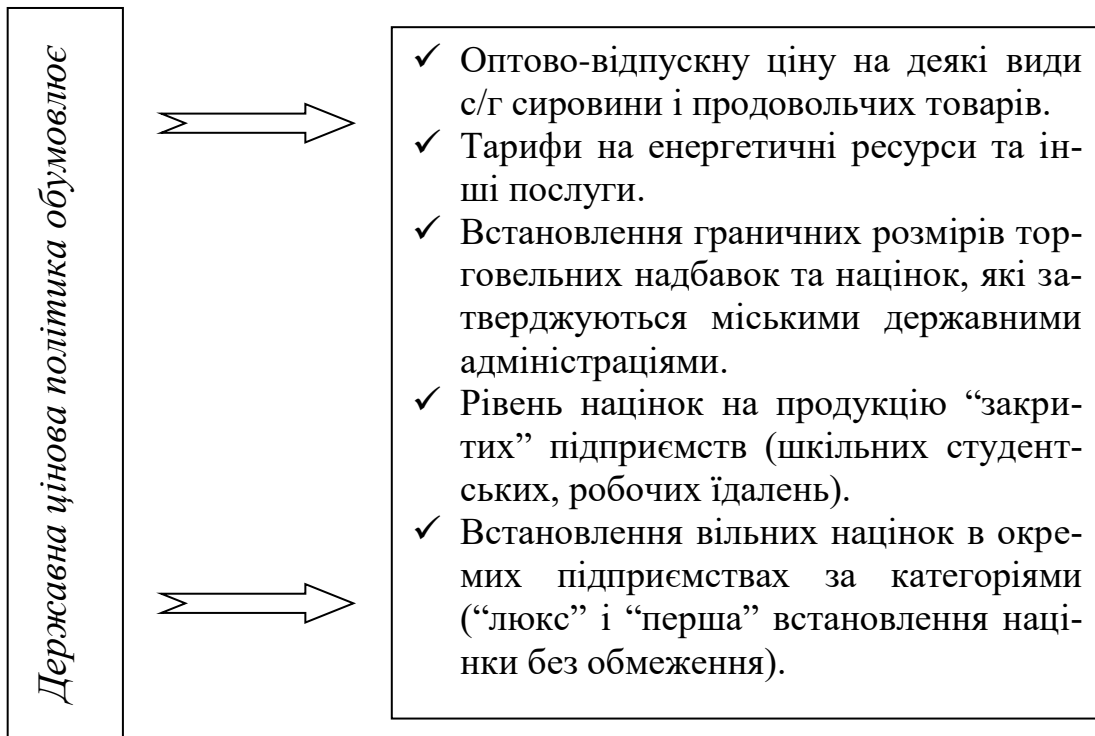 Державна цінова політика обумовлює
✓ Оптово-відпускну ціну на деякі види
с/г сировини і продовольчих товарів.
✓ Тарифи на енергетичні ресурси та ін-
ші послуги.
✓ Встановлення граничних розмірів тор-
говельних надбавок та націнок, які за-
тверджуються міськими державними
адміністраціями.
✓ Рівень націнок на продукцію “закри-
тих” підприємств (шкільних студент-
ських, робочих їдалень).
✓ Встановлення вільних націнок в окре-
мих підприємствах за категоріями
(“люкс” і “перша” встановлення наці-
нки без обмеження).